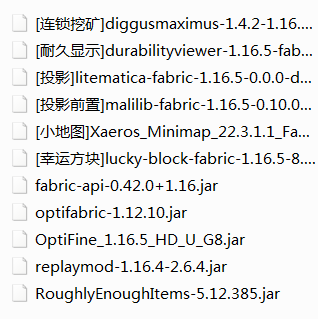 [连锁挖矿]diggusmaximus-1.4.2-1.16....
[耐久显示]durabilityviewer-1.16.5-fab...
[投影]litematica-fabric-1.16.5-0.0.0-d...
[投影前置]malilib-fabric-1.16.5-0.10.0...
[小地图]Xaeros_Minimap_22.3.1.1_Fa...
[幸运方块]lucky-block-fabric-1.16.5-8....
fabric-api-0.42.0+1.16.jar
optifabric-1.12.10.jar
OptiFine_1.16.5_HD_U_G8.jar
replaymod-1.16.4-2.6.4.jar
RoughlyEnoughItems-5.12.385.jar